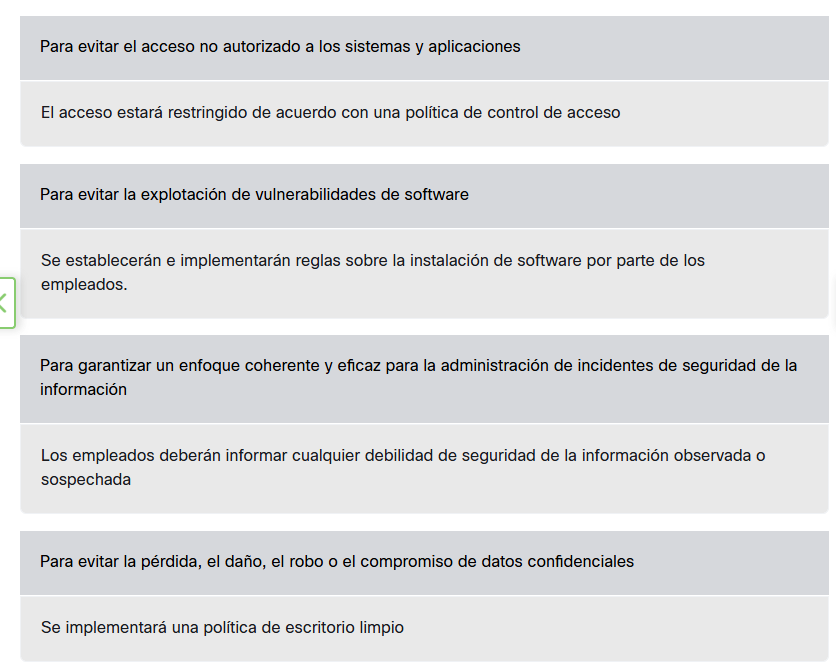 Para evitar el acceso no autorizado a los sistemas y aplicaciones
El acceso estará restringido de acuerdo con una política de control de acceso
Para evitar la explotación de vulnerabilidades de software
Se establecerán e implementarán reglas sobre la instalación de software por parte de los
empleados.
Para garantizar un enfoque coherente y eficaz para la administración de incidentes de seguridad de la
información
Los empleados deberán informar cualquier debilidad de seguridad de la información observada o
sospechada
Para evitar la pérdida, el daño, el robo o el compromiso de datos confidenciales
Se implementará una política de escritorio limpio